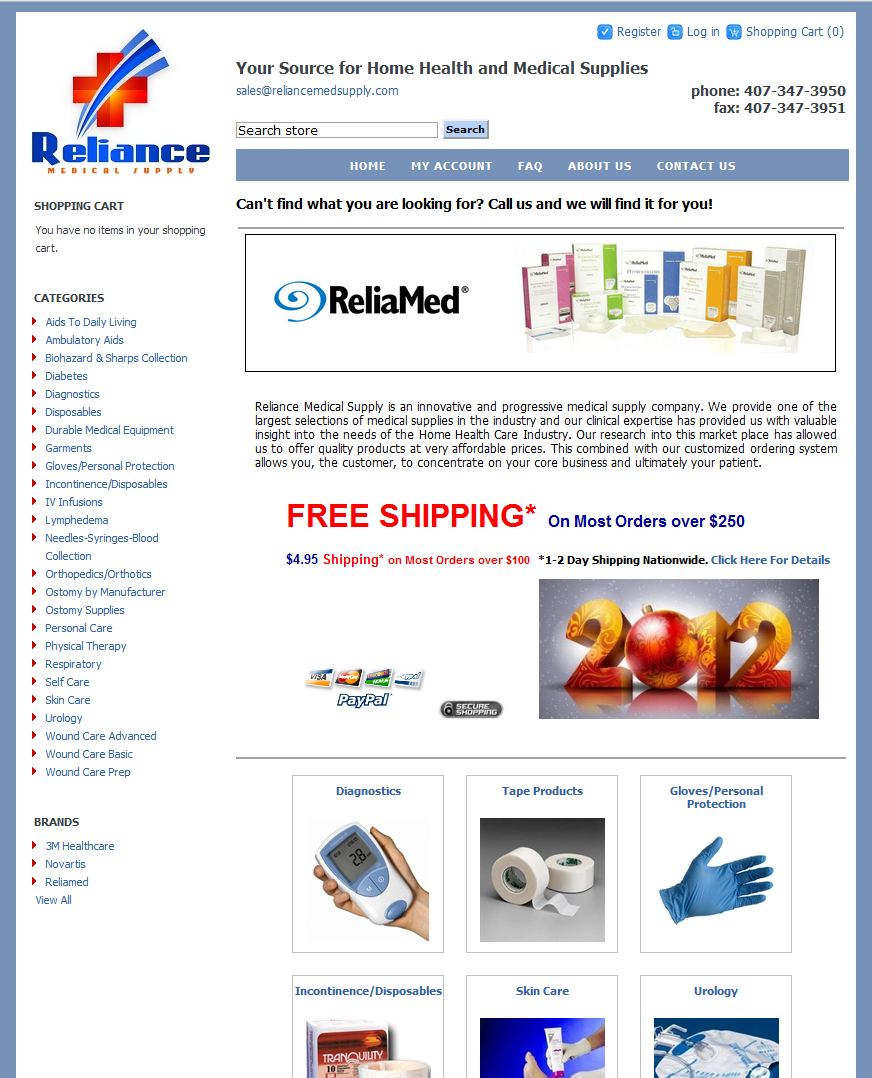 Register
Log in
Shopping Cart (0)
Reliance
MEDICAL SUPPLY
Your Source for Home Health and Medical Supplies
sales@reliancemedsupply.com
phone: 407-347-3950
fax: 407-347-3951
Search store
Search
HOME
MY ACCOUNT
FAQ
ABOUT US
CONTACT US
SHOPPING CART
You have no items in your shopping
cart.
CATEGORIES
Aids To Daily Living
Ambulatory Aids
Biohazard & Sharps Collection
Diabetes
Diagnostics
Disposables
Durable Medical Equipment
Garments
Gloves/Personal Protection
Incontinence/Disposables
IV Infusions
Lymphedema
Needles-Syringes-Blood
Collection
Orthopedics/Orthotics
Ostomy by Manufacturer
Ostomy Supplies
Personal Care
Physical Therapy
Respiratory
Self Care
Skin Care
Urology
Wound Care Advanced
Wound Care Basic
Wound Care Prep
BRANDS
3M Healthcare
Novartis
Reliamed
View All
Can't find what you are looking for? Call us and we will find it for you!
ReliaMed®
Reliance Medical Supply is an innovative and progressive medical supply company. We provide one of the
largest selections of medical supplies in the industry and our clinical expertise has provided us with valuable
insight into the needs of the Home Health Care Industry. Our research into this market place has allowed
us to offer quality products at very affordable prices. This combined with our customized ordering system
allows you, the customer, to concentrate on your core business and ultimately your patient.
FREE SHIPPING* On Most Orders over $250
$4.95 Shipping* on Most Orders over $100 *1-2 Day Shipping Nationwide. Click Here For Details
2012
VISA
MasterCard
PayPal
SECURE
SHOPPING
Diagnostics
2.8
Tape Products
Gloves/Personal
Protection
Incontinence/Disposables
TRANQUILITY
10
Skin Care
Urology